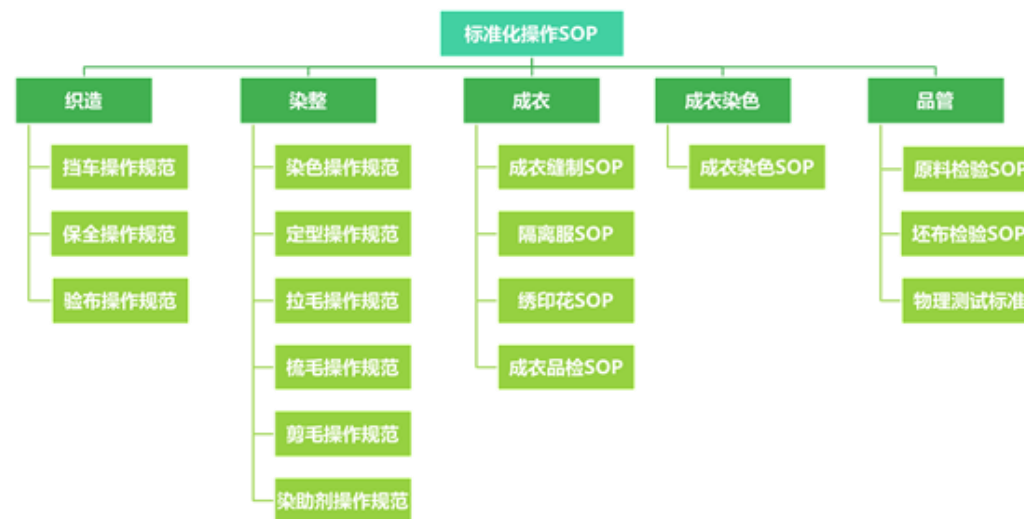 标准化操作SOP
织造
染整
成衣
成衣染色
品管
挡车操作规范
保全操作规范
验布操作规范
染色操作规范
定型操作规范
拉毛操作规范
梳毛操作规范
剪毛操作规范
染助剂操作规范
成衣缝制SOP
隔离服SOP
绣印花SOP
成衣品检SOP
成衣染色SOP
原料检验SOP
坯布检验SOP
物理测试标准